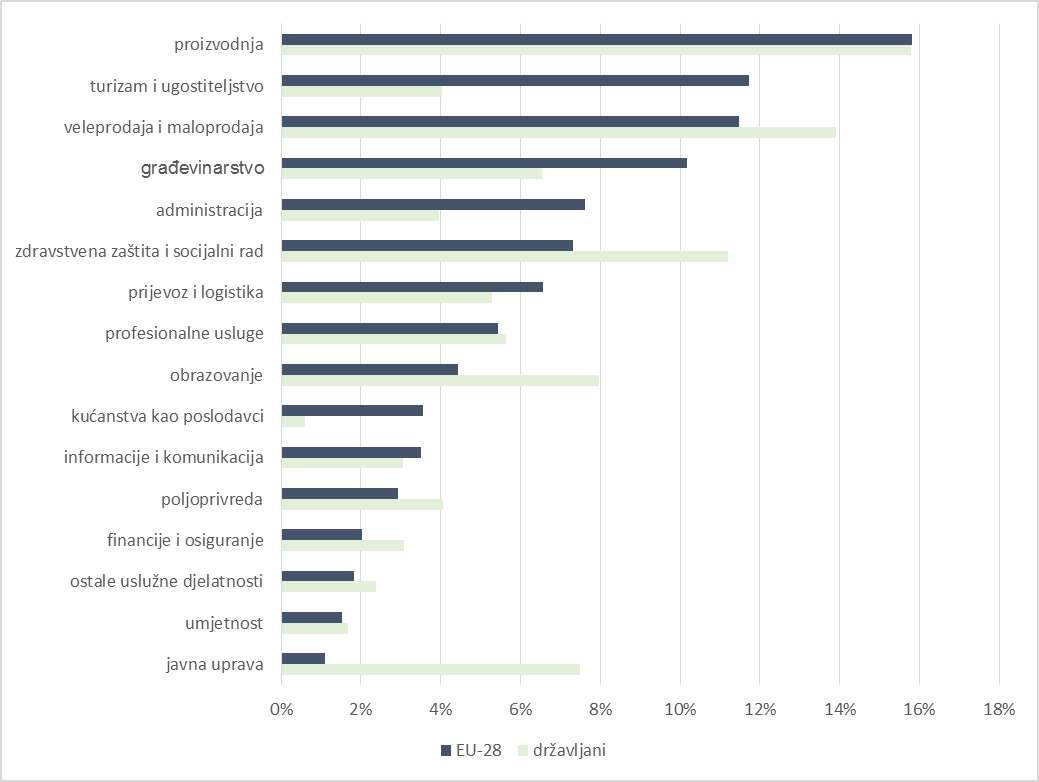 proizvodnja
turizam i ugostiteljstvo
veleprodaja i maloprodaja
građevinarstvo
administracija
zdravstvena zaštita i socijalni rad
prijevoz i logistika
profesionalne usluge
obrazovanje
kućanstva kao poslodavci
informacije i komunikacija
poljoprivreda
financije i osiguranje
ostale uslužne djelatnosti
umjetnost
javna uprava
0% 2% 4% 6% 8% 10% 12% 14% 16% 18%
EU-28 državljani